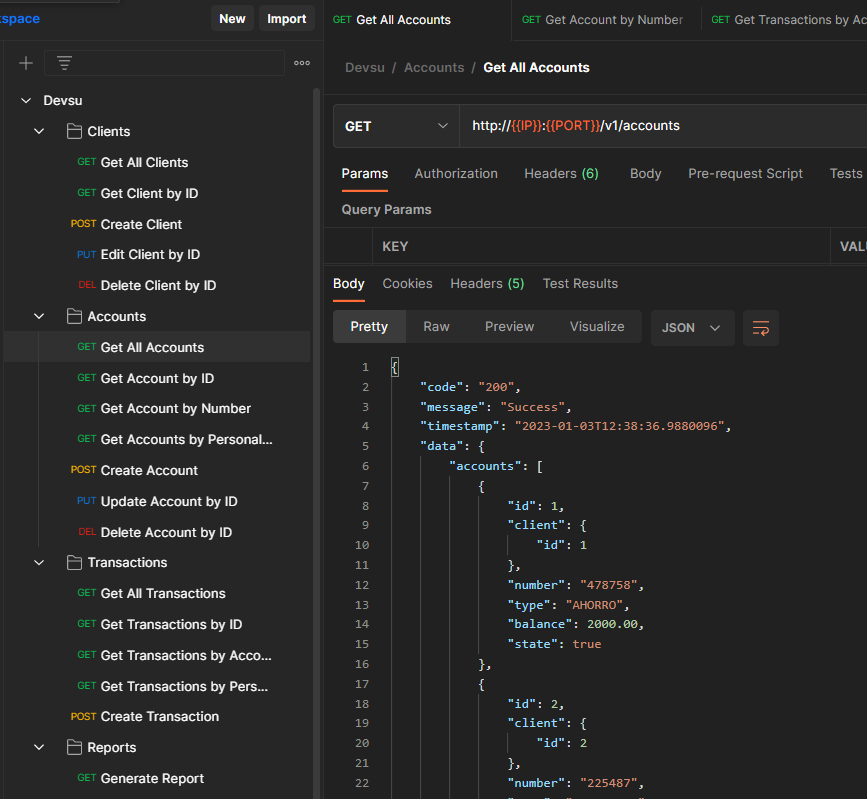 tspace New Import
GET Get All Accounts GET Get Account by Number GET Get Transactions by Ac
Devsu / Accounts / Get All Accounts
Devsu
Clients
GET Get All Clients
GET Get Client by ID
POST Create Client
PUT Edit Client by ID
DEL Delete Client by ID
Accounts
GET Get All Accounts
GET Get Account by ID
GET Get Account by Number
GET Get Accounts by Personal...
POST Create Account
PUT Update Account by ID
DEL Delete Account by ID
Transactions
GET Get All Transactions
GET Get Transactions by ID
GET Get Transactions by Acco...
GET Get Transactions by Pers...
POST Create Transaction
Reports
GET Generate Report
GET http://{{IP}}:{{PORT}}/v1/accounts
Params Authorization Headers (6) Body Pre-request Script Tests
Query Params
KEY VALU
Body Cookies Headers (5) Test Results
Pretty Raw Preview Visualize JSON
1 {
2 "code": "200",
3 "message": "Success",
4 "timestamp": "2023-01-03T12:38:36.9880096",
5 "data": {
6 "accounts": [
7 {
8 "id": 1,
9 "client": {
10 "id": 1
11 },
12 "number": "478758",
13 "type": "AHORRO",
14 "balance": 2000.00,
15 "state": true
16 },
17 {
18 "id": 2,
19 "client": {
20 "id": 2
21 },
22 "number": "225487",